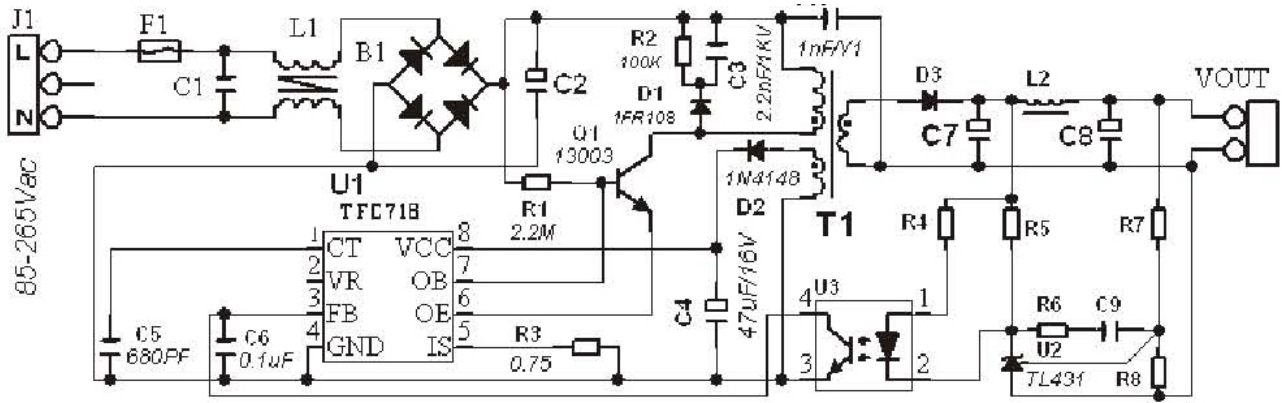 J1
F1
L1
B1
L
N
C1
85-265Vac
C2
R2
100K
C3
2.2nF/1KV
1nF/Y1
D1
1FR108
Q1
13003
R1
2.2M
1N4148
D2
T1
D3
C7
L2
C8
VOUT
R4
R5
R7
U1
TFC718
1 CT VCC 8
2 VR OB 7
3 FB OE 6
4 GND IS 5
C5
680PF
C6
0.1uF
R3
0.75
C4
47uF/16V
U3
4
3
1
2
R6
C9
U2
TL431
R8